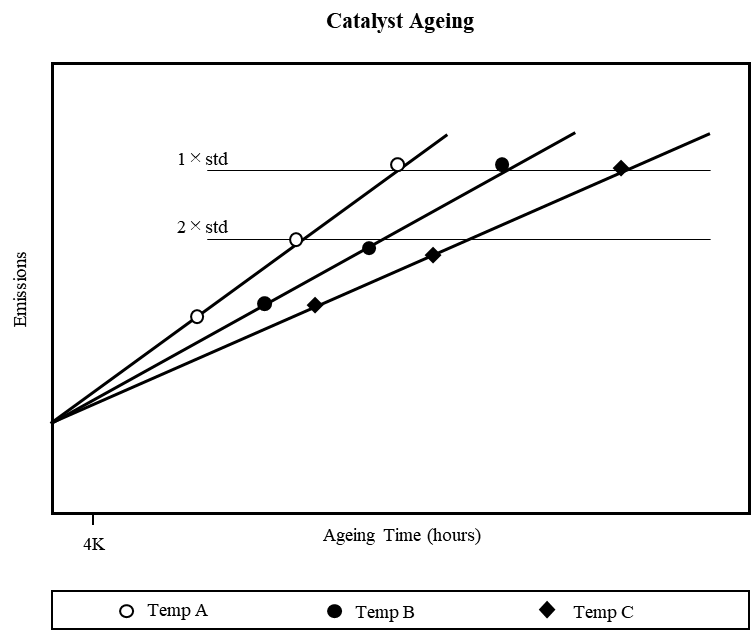 Catalyst Ageing
1 × std
2 × std
Emissions
4K
Ageing Time (hours)
Temp A
Temp B
Temp C